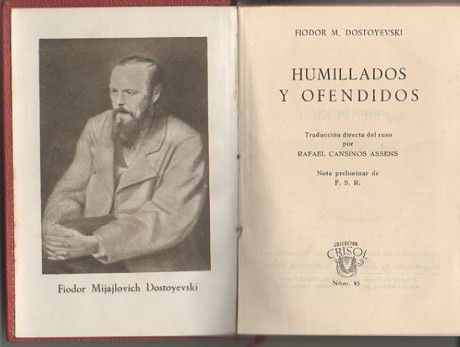 Fiodor Mijajlovich Dostoyevski
FIODOR M. DOSTOYEVSKI
HUMILLADOS
Y OFENDIDOS
Traducción directa del ruso
por
RAFAEL CANSINOS ASSENS
Nota preliminar de
F. S. R.
COLECCION
CRISOL
Núm. 45